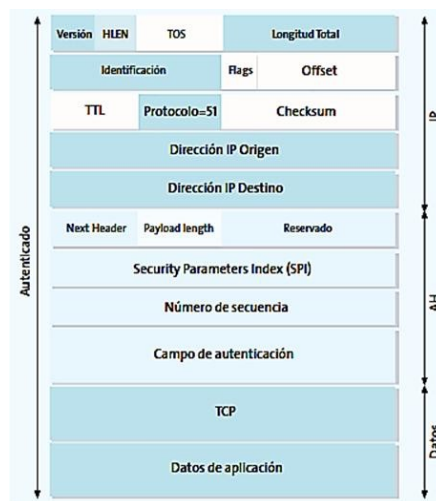 Versión HLEN TOS Longitud Total
Identificación Flags Offset
TTL Protocolo=51 Checksum
Dirección IP Origen
Dirección IP Destino
Next Header Payload length Reservado
Security Parameters Index (SPI)
Número de secuencia
Campo de autenticación
TCP
Datos de aplicación
Autenticado
IP
AH
Datos